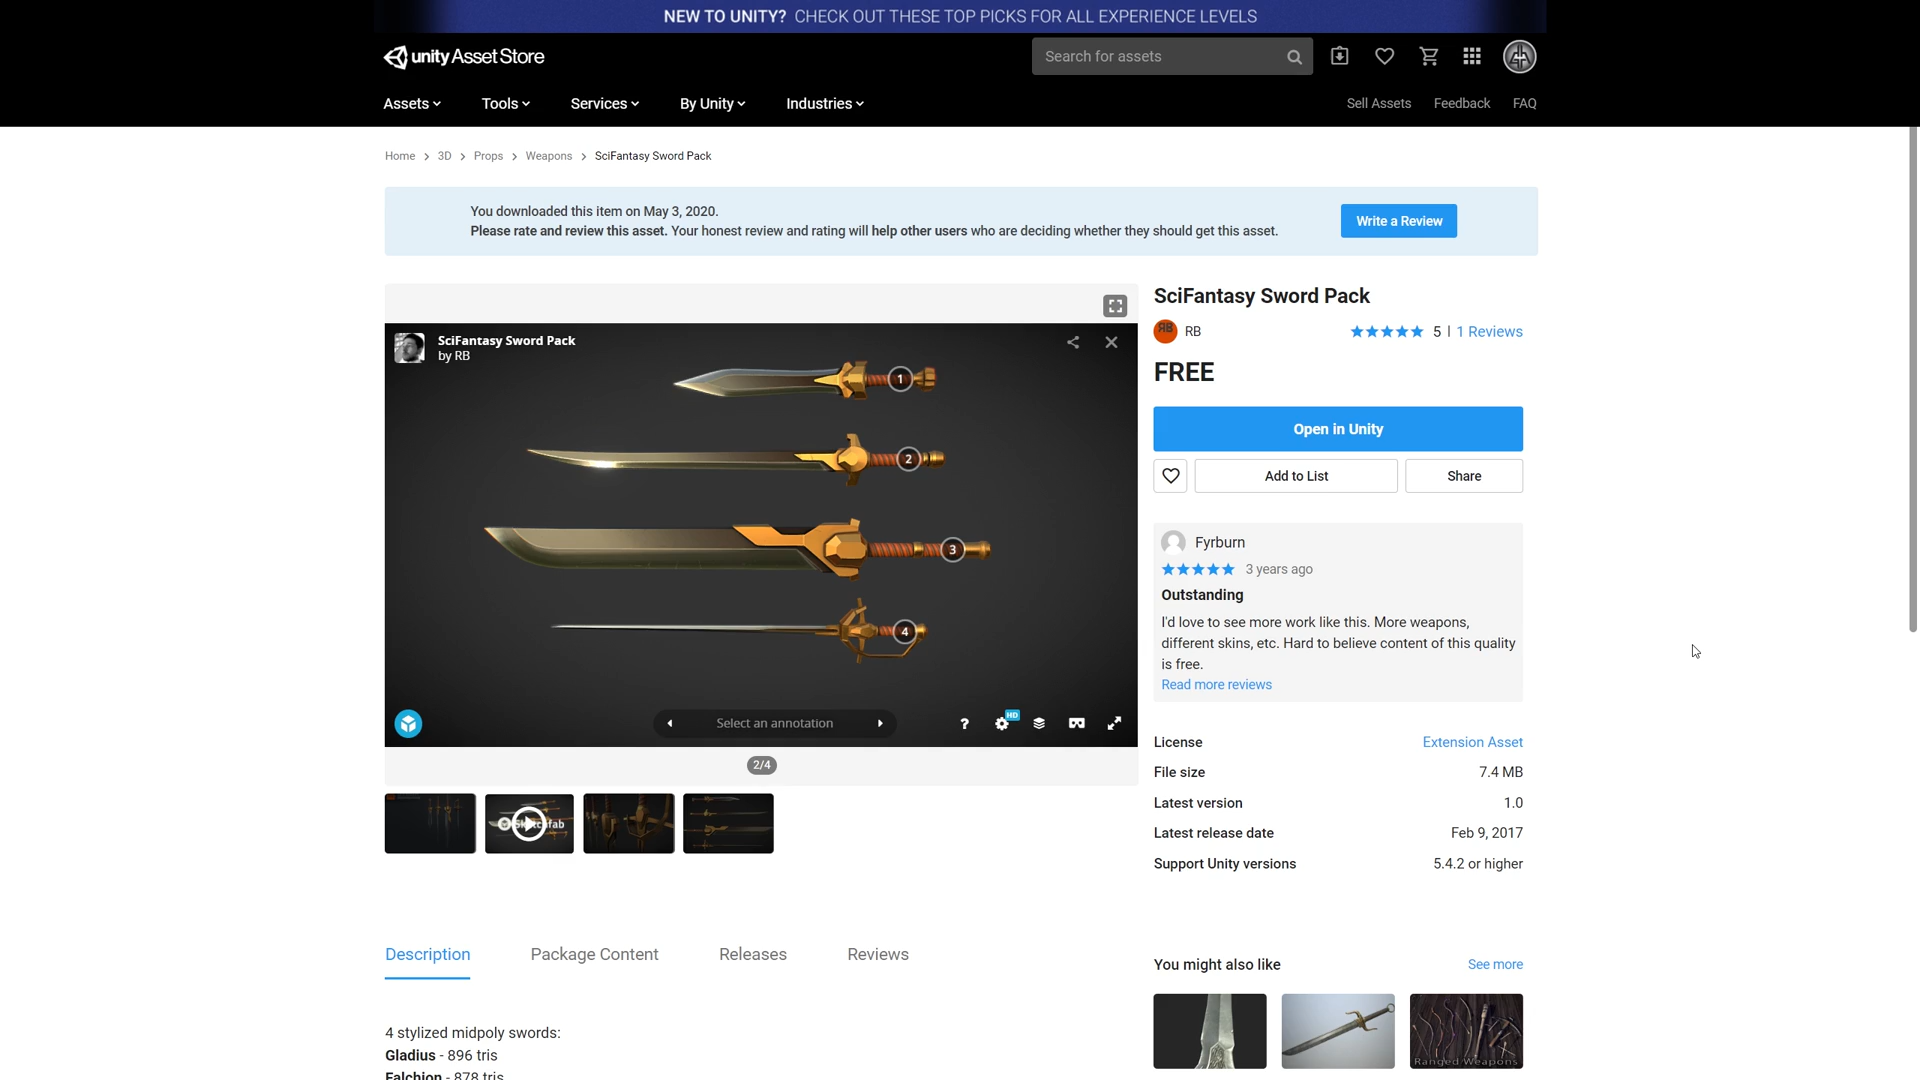 NEW TO UNITY? CHECK OUT THESE TOP PICKS FOR ALL EXPERIENCE LEVELS
unity Asset Store
Search for assets
Assets
Tools
Services
By Unity
Industries
Sell Assets
Feedback
FAQ
Home > 3D > Props > Weapons > SciFantasy Sword Pack
You downloaded this item on May 3, 2020.
Please rate and review this asset. Your honest review and rating will help other users who are deciding whether they should get this asset.
Write a Review
SciFantasy Sword Pack
by RB
1
2
3
4
Select an annotation
?
HD
2/4
Sketchfab
SciFantasy Sword Pack
RB
RB
5 | 1 Reviews
FREE
Open in Unity
Add to List
Share
Fyrburn
3 years ago
Outstanding
I'd love to see more work like this. More weapons,
different skins, etc. Hard to believe content of this quality
is free.
Read more reviews
License
Extension Asset
File size
7.4 MB
Latest version
1.0
Latest release date
Feb 9, 2017
Support Unity versions
5.4.2 or higher
Description
Package Content
Releases
Reviews
You might also like
See more
Ranged Weapons
4 stylized midpoly swords:
Gladius - 896 tris
Falchion - 878 tris